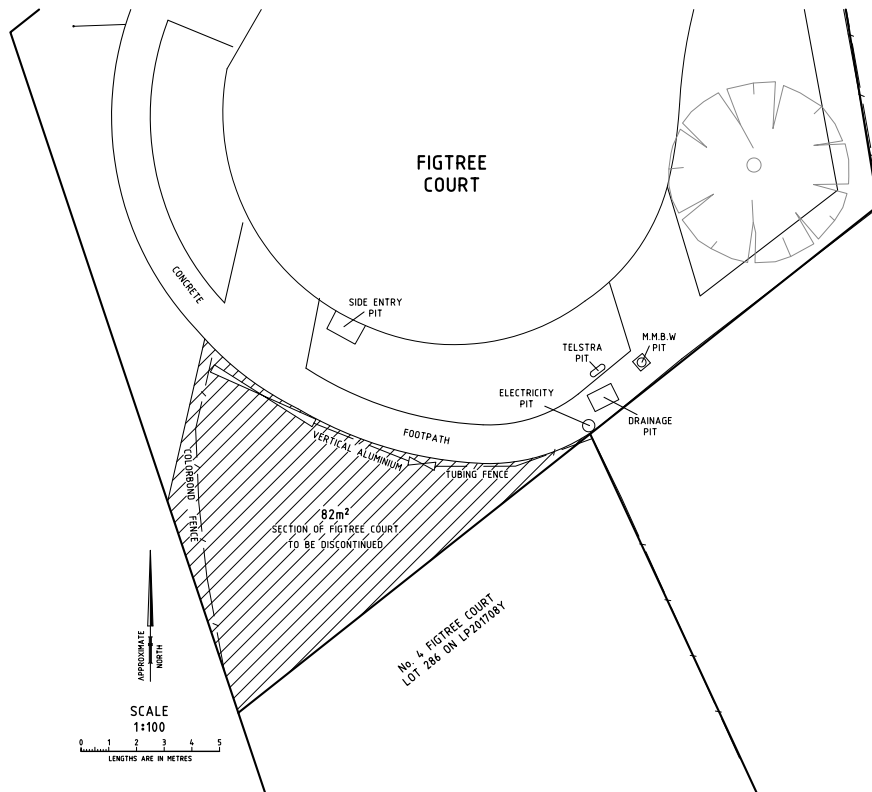 FIGTREE
COURT
CONCRETE
SIDE ENTRY
PIT
TELSTRA
PIT
M.M.B.W
PIT
ELECTRICITY
PIT
DRAINAGE
PIT
FOOTPATH
VERTICAL ALUMINIUM
TUBING FENCE
COLORBOND FENCE
82m²
SECTION OF FIGTREE COURT
TO BE DISCONTINUED
No. 4 FIGTREE COURT
LOT 286 ON LP201708Y
APPROXIMATE
NORTH
SCALE
1:100
0 1 2 3 4 5
LENGTHS ARE IN METRES